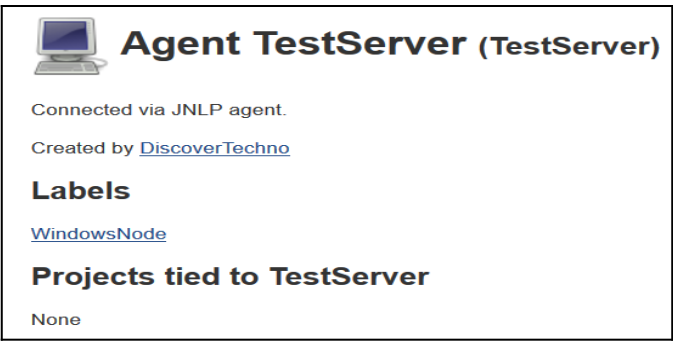 Agent TestServer (TestServer)
Connected via JNLP agent.
Created by DiscoverTechno
Labels
WindowsNode
Projects tied to TestServer
None